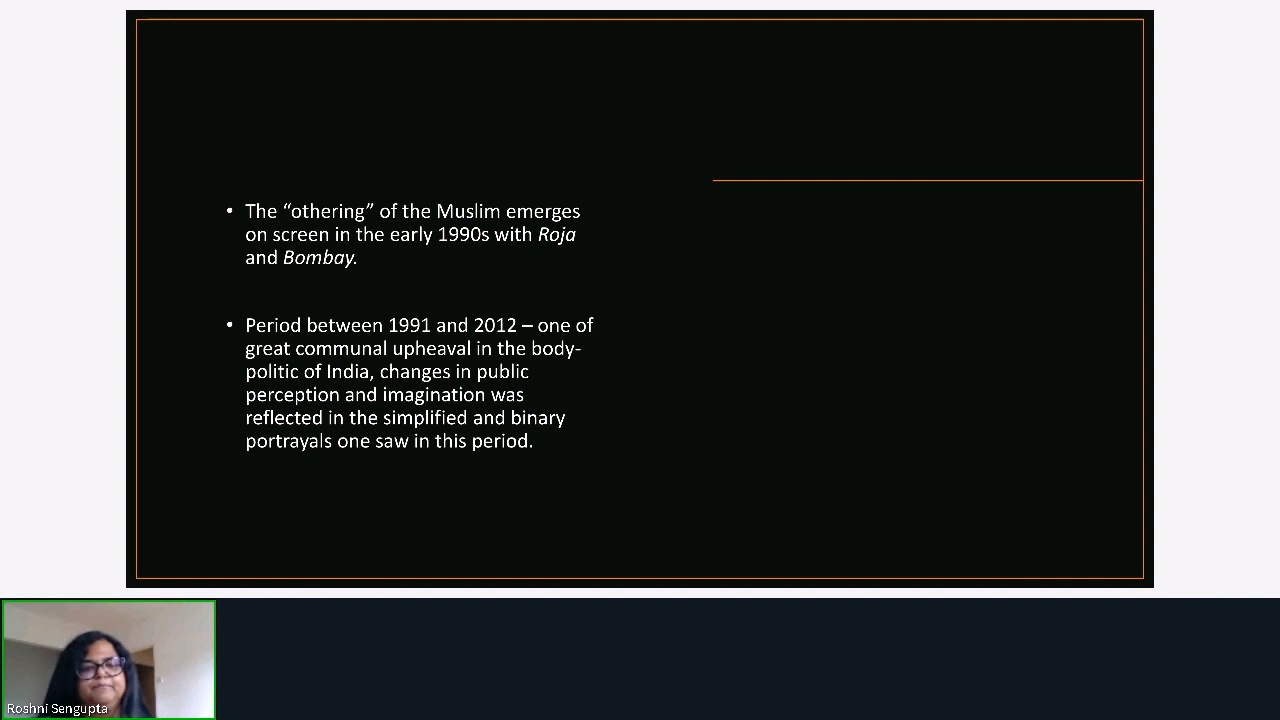 • The “othering” of the Muslim emerges
on screen in the early 1990s with Roja
and Bombay.
• Period between 1991 and 2012 – one of
great communal upheaval in the body-
politic of India, changes in public
perception and imagination was
reflected in the simplified and binary
portrayals one saw in this period.
Roshni Sengupta